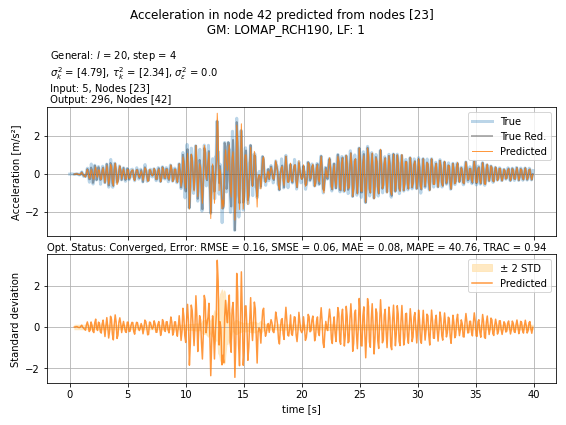 Acceleration in node 42 predicted from nodes [23]
GM: LOMAP_RCH190, LF: 1
General: l = 20, step = 4
σ²ₖ = [4.79], τ²ₖ = [2.34], σ²ε = 0.0
Input: 5, Nodes [23]
Output: 296, Nodes [42]
Acceleration [m/s²]
2
0
−2
True
True Red.
Predicted
Opt. Status: Converged, Error: RMSE = 0.16, SMSE = 0.06, MAE = 0.08, MAPE = 40.76, TRAC = 0.94
Standard deviation
2
0
−2
± 2 STD
Predicted
0 5 10 15 20 25 30 35 40
time [s]